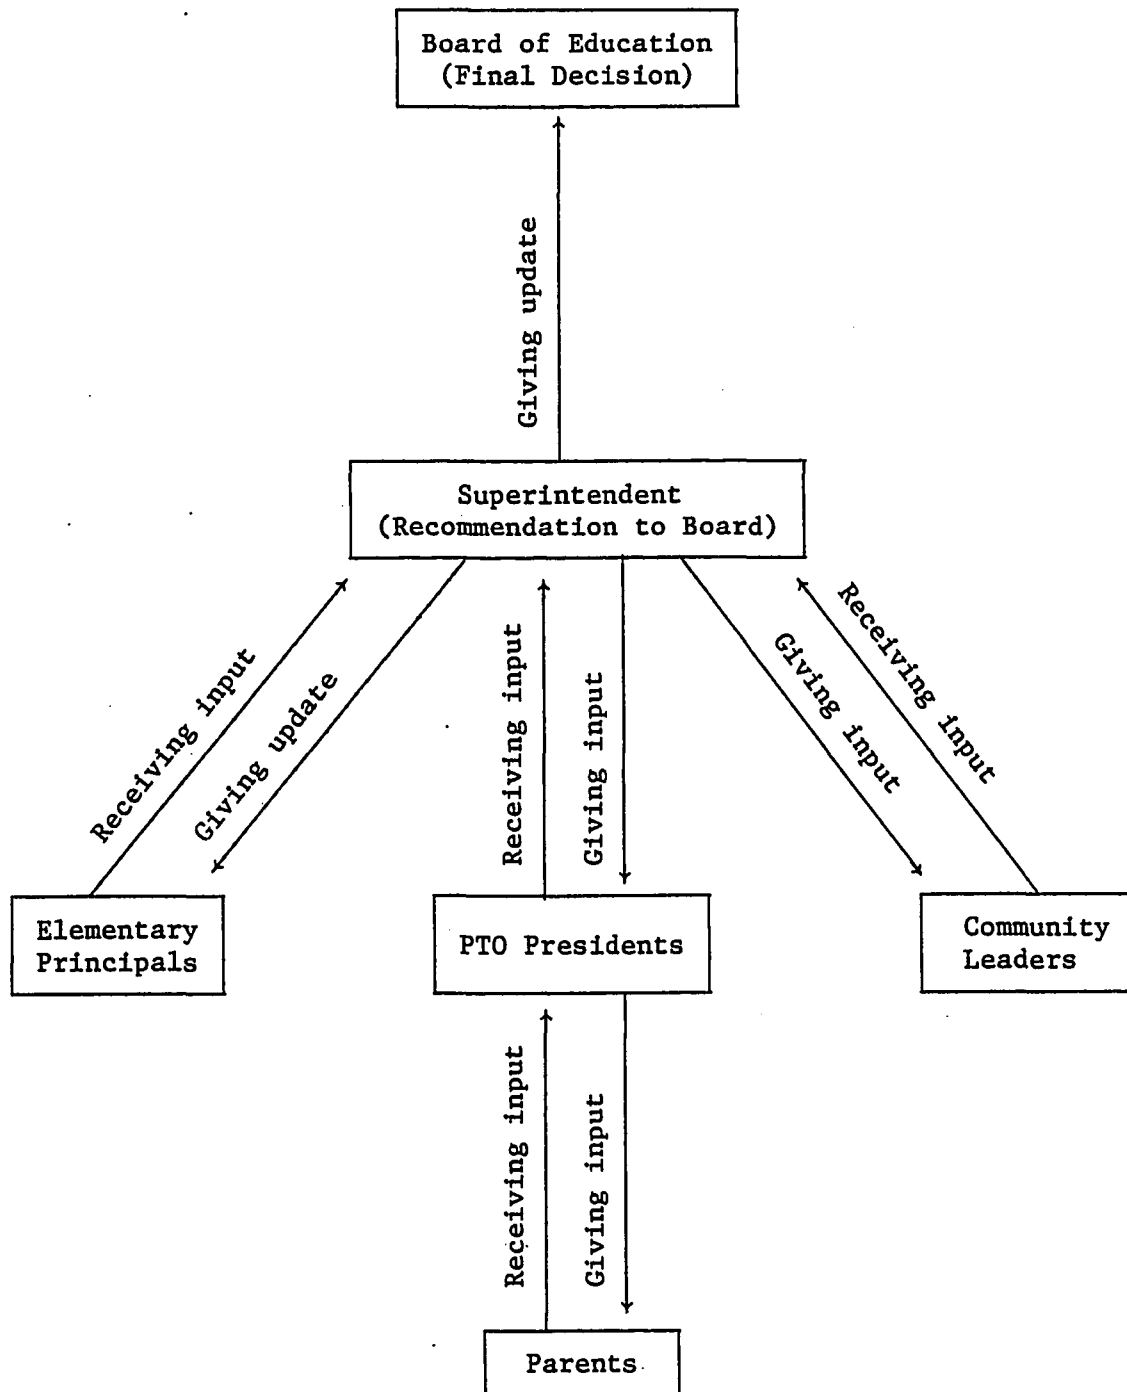 Board of Education
(Final Decision)
Giving update
Superintendent
(Recommendation to Board)
Receiving input
Giving update
Receiving input
Giving input
Giving input
Receiving input
Elementary
Principals
PTO Presidents
Community
Leaders
Receiving input
Giving input
Parents